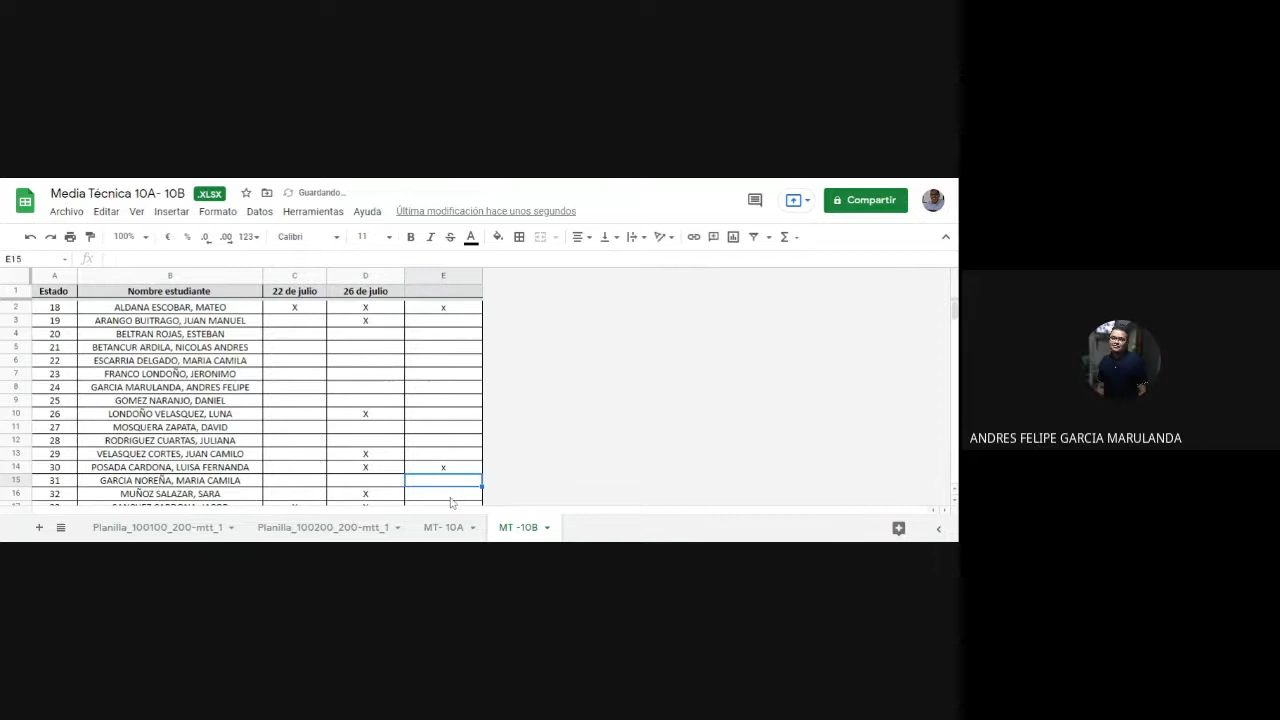 Media Técnica 10A- 10B .XLSX Guardando...
Archivo Editar Ver Insertar Formato Datos Herramientas Ayuda Última modificación hace unos segundos
Compartir
100% € % .0 .00 123 Calibri 11 B I S A Σ
E15 fx
A B C D E
1 Estado Nombre estudiante 22 de julio 26 de julio
2 18 ALDANA ESCOBAR, MATEO X X x
3 19 ARANGO BUITRAGO, JUAN MANUEL X
4 20 BELTRAN ROJAS, ESTEBAN
5 21 BETANCUR ARDILA, NICOLAS ANDRES
6 22 ESCARRIA DELGADO, MARIA CAMILA
7 23 FRANCO LONDOÑO, JERONIMO
8 24 GARCIA MARULANDA, ANDRES FELIPE
9 25 GOMEZ NARANJO, DANIEL
10 26 LONDOÑO VELASQUEZ, LUNA X
11 27 MOSQUERA ZAPATA, DAVID
12 28 RODRIGUEZ CUARTAS, JULIANA
13 29 VELASQUEZ CORTES, JUAN CAMILO X
14 30 POSADA CARDONA, LUISA FERNANDA X x
15 31 GARCIA NOREÑA, MARIA CAMILA
16 32 MUÑOZ SALAZAR, SARA X
Planilla_100100_200-mtt_1 Planilla_100200_200-mtt_1 MT- 10A MT -10B
ANDRES FELIPE GARCIA MARULANDA